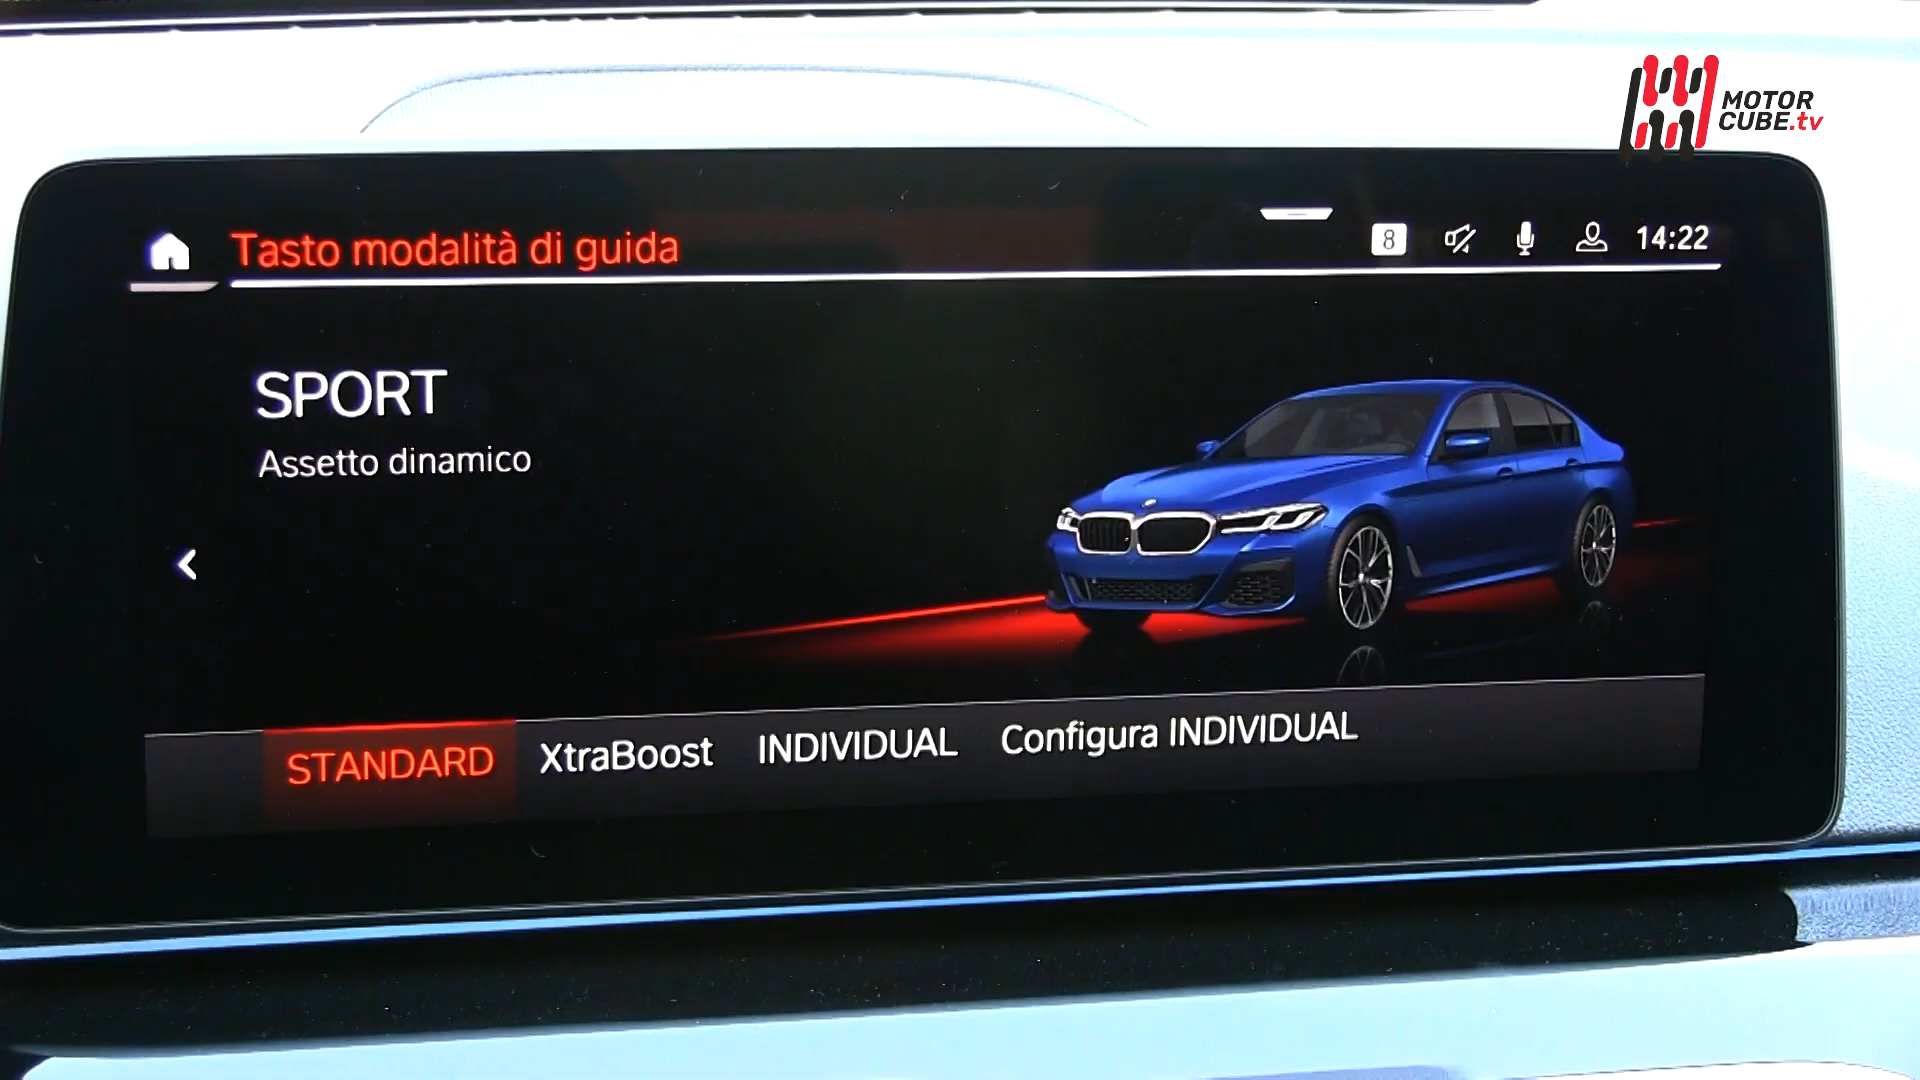 MOTOR
CUBE.tv
Tasto modalità di guida
8
14:22
SPORT
Assetto dinamico
STANDARD XtraBoost INDIVIDUAL Configura INDIVIDUAL